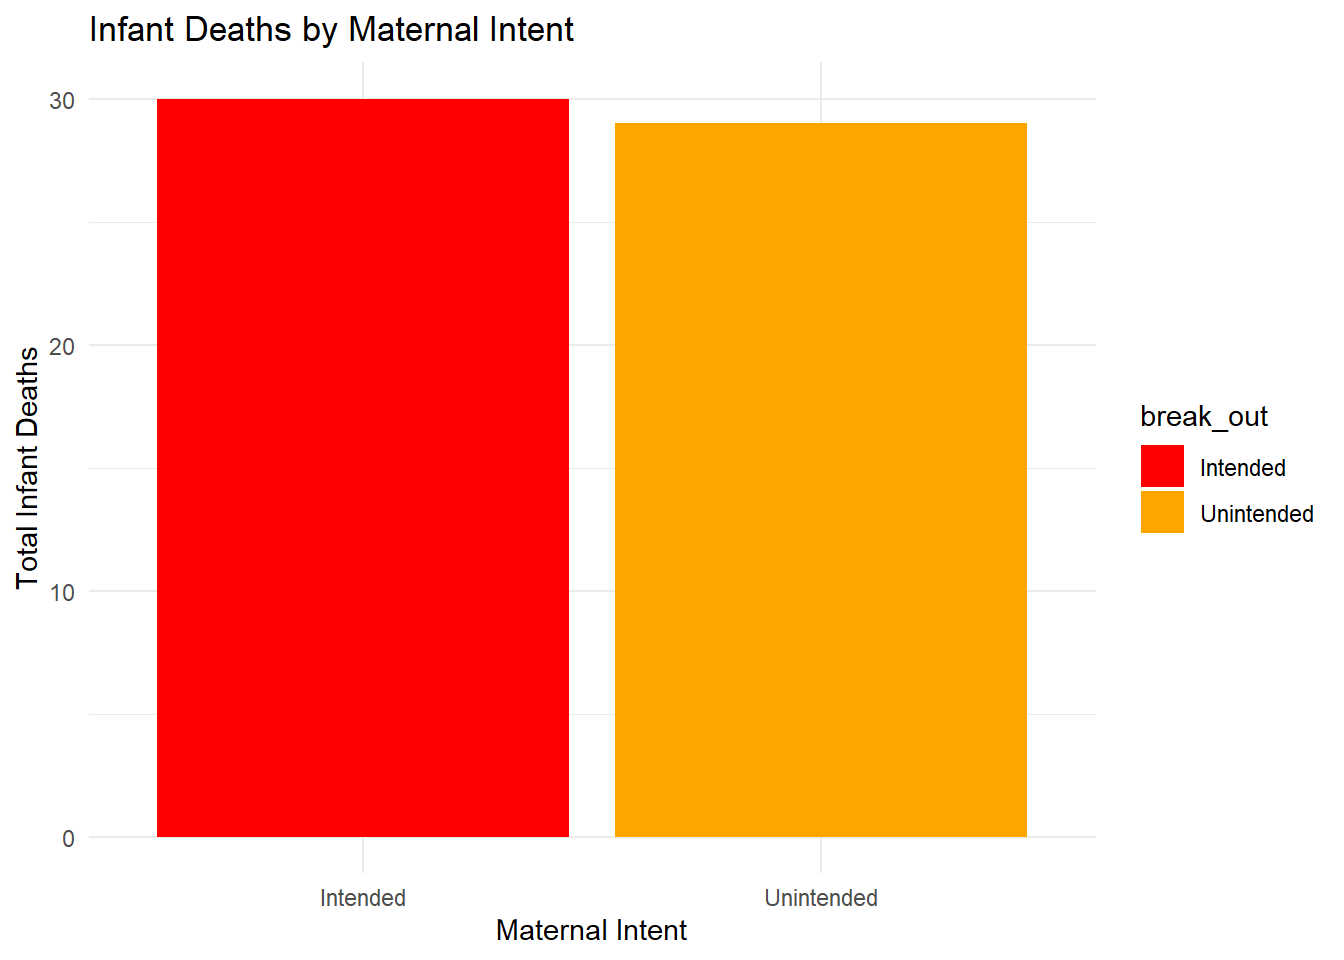 Infant Deaths by Maternal Intent
30
20
10
0
Total Infant Deaths
Intended
Unintended
Maternal Intent
break_out
Intended
Unintended